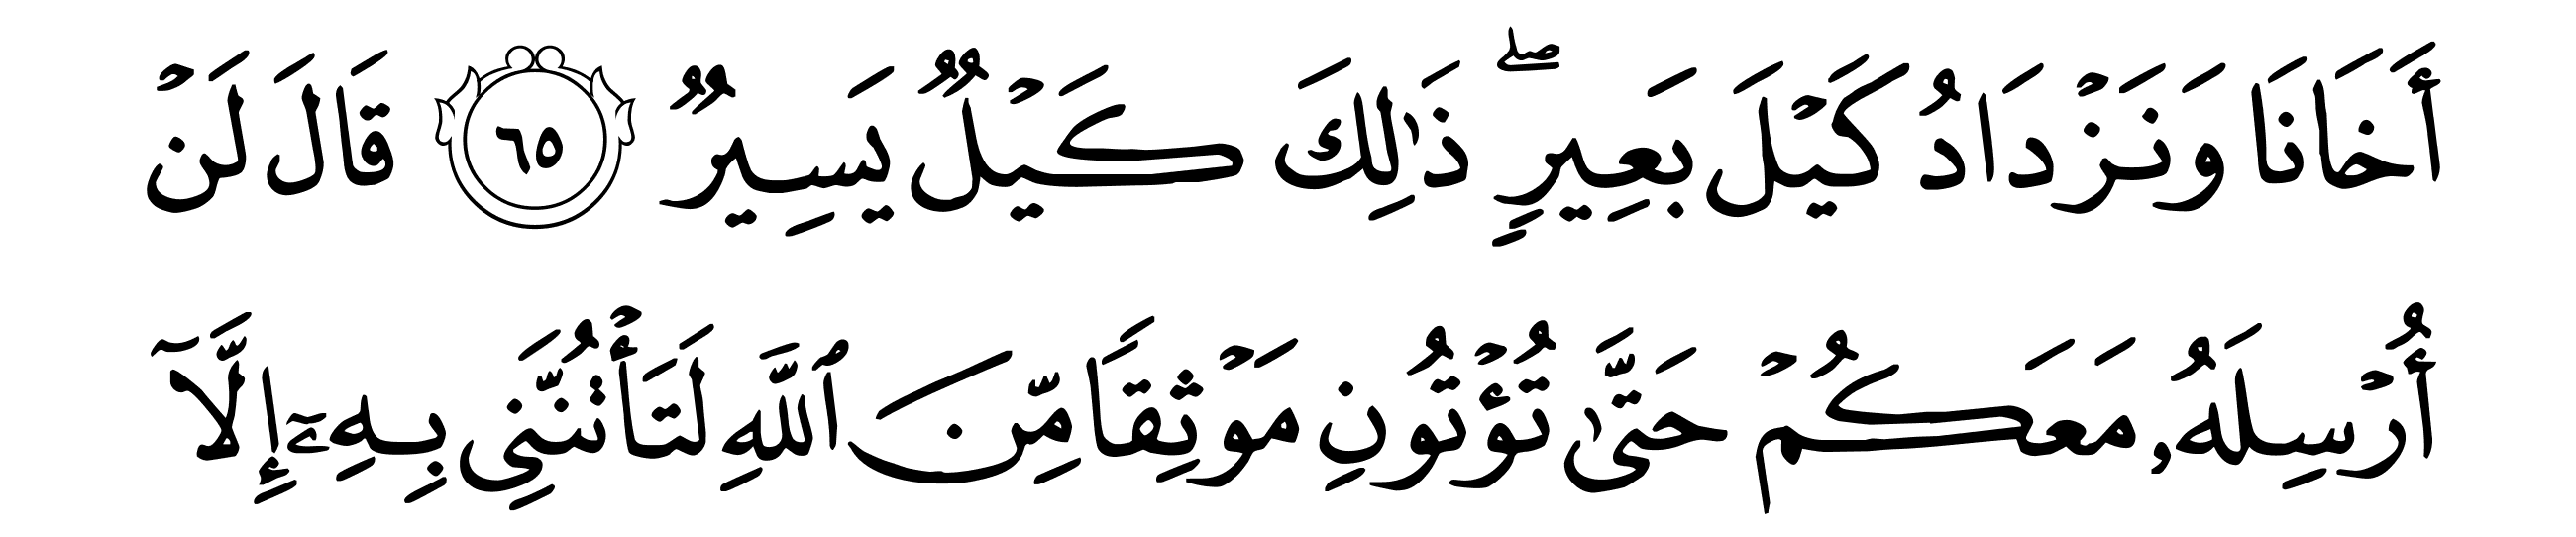 أَخَانَا وَنَزْدَادُ كَيْلَ بَعِيرٍ ۖ ذَٰلِكَ كَيْلٌ يَسِيرٌ ٦٥ قَالَ لَنْ
أُرْسِلَهُۥ مَعَكُمْ حَتَّىٰ تُؤْتُونِ مَوْثِقًا مِّنَ ٱللَّهِ لَتَأْتُنَّنِى بِهِۦٓ إِلَّآ